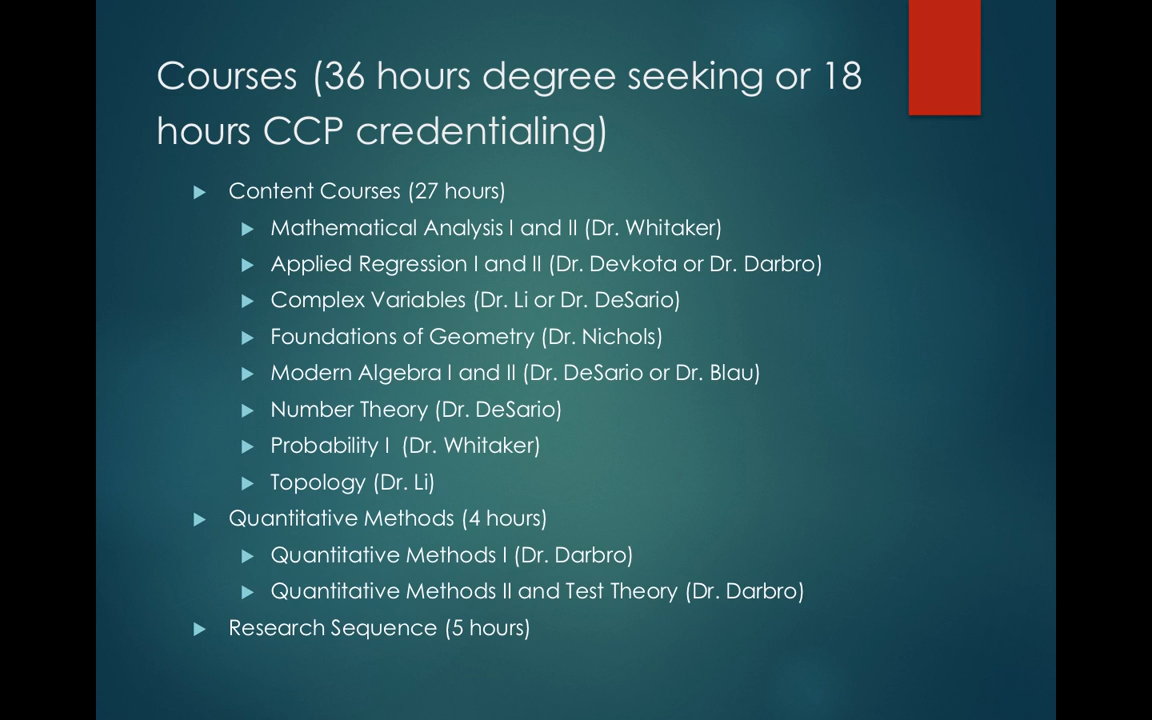 Courses (36 hours degree seeking or 18
hours CCP credentialing)
Content Courses (27 hours)
Mathematical Analysis I and II (Dr. Whitaker)
Applied Regression I and II (Dr. Devkota or Dr. Darbro)
Complex Variables (Dr. Li or Dr. DeSario)
Foundations of Geometry (Dr. Nichols)
Modern Algebra I and II (Dr. DeSario or Dr. Blau)
Number Theory (Dr. DeSario)
Probability I  (Dr. Whitaker)
Topology (Dr. Li)
Quantitative Methods (4 hours)
Quantitative Methods I (Dr. Darbro)
Quantitative Methods II and Test Theory (Dr. Darbro)
Research Sequence (5 hours)